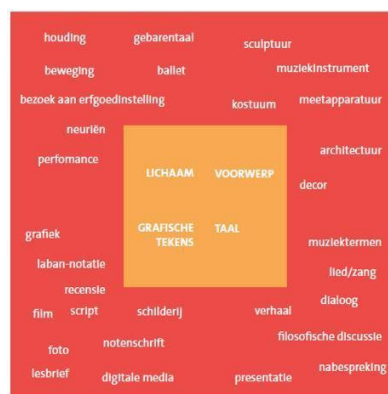 houding gebarentaal sculptuur
beweging ballet muziekinstrument
bezoek aan erfgoedinstelling kostuum meetapparatuur
neuriën
perfomance architectuur
LICHAAM VOORWERP
decor
grafiek GRAFISCHE TEKENS TAAL muziektermen
laban-notatie lied/zang
recensie dialoog
film script schilderij verhaal
filosofische discussie
foto notenschrift
lesbrief digitale media presentatie nabespreking